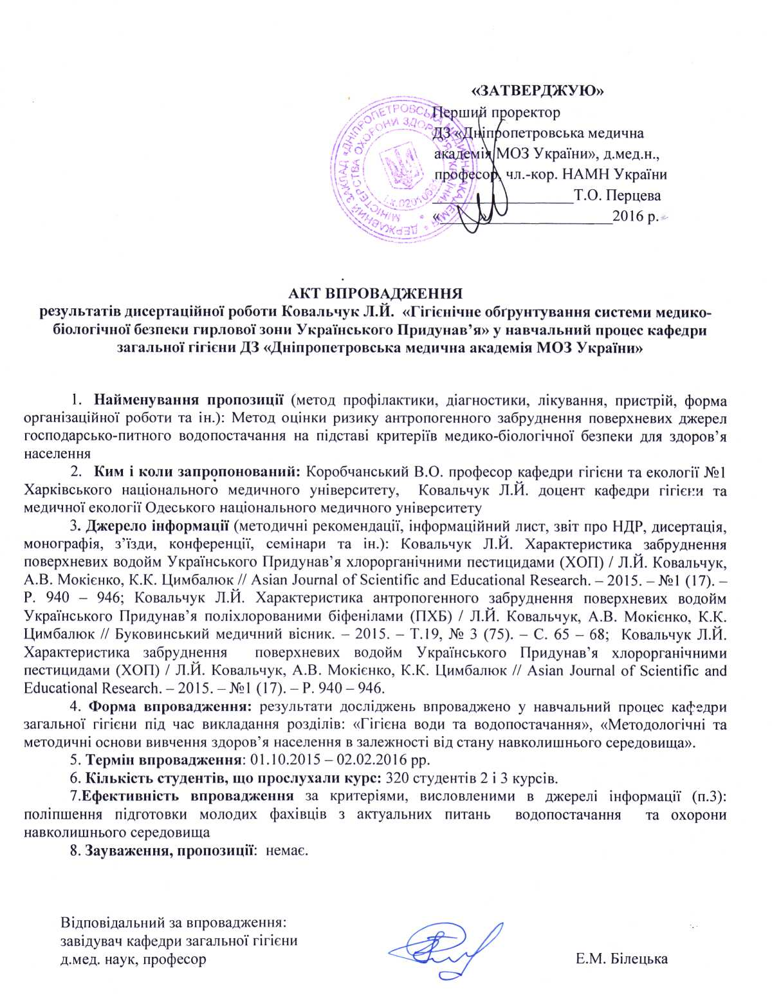 «ЗАТВЕРДЖУЮ»
Перший проректор
ДЗ «Дніпропетровська медична
академія МОЗ України», д.мед.н.,
професор, чл.-кор. НАМН України
__________________Т.О. Перцева
«_____»________________2016 р.
ДЕРЖАВНИЙ ЗАКЛАД «ДНІПРОПЕТРОВСЬКА МЕДИЧНА АКАДЕМІЯ
МІНІСТЕРСТВА ОХОРОНИ ЗДОРОВ'Я УКРАЇНИ»
АКТ ВПРОВАДЖЕННЯ
результатів дисертаційної роботи Ковальчук Л.Й. «Гігієнічне обґрунтування системи медико-
біологічної безпеки гирлової зони Українського Придунав’я» у навчальний процес кафедри
загальної гігієни ДЗ «Дніпропетровська медична академія МОЗ України»
1. Найменування пропозиції (метод профілактики, діагностики, лікування, пристрій, форма
організаційної роботи та ін.): Метод оцінки ризику антропогенного забруднення поверхневих джерел
господарсько-питного водопостачання на підставі критеріїв медико-біологічної безпеки для здоров’я
населення
2. Ким і коли запропонований: Коробчанський В.О. професор кафедри гігієни та екології №1
Харківського національного медичного університету, Ковальчук Л.Й. доцент кафедри гігієни та
медичної екології Одеського національного медичного університету
3. Джерело інформації (методичні рекомендації, інформаційний лист, звіт про НДР, дисертація,
монографія, з’їзди, конференції, семінари та ін.): Ковальчук Л.Й. Характеристика забруднення
поверхневих водойм Українського Придунав’я хлорорганічними пестицидами (ХОП) / Л.Й. Ковальчук,
А.В. Мокієнко, К.К. Цимбалюк // Asian Journal of Scientific and Educational Research. – 2015. – №1 (17). –
Р. 940 – 946; Ковальчук Л.Й. Характеристика антропогенного забруднення поверхневих водойм
Українського Придунав’я поліхлорованими біфенілами (ПХБ) / Л.Й. Ковальчук, А.В. Мокієнко, К.К.
Цимбалюк // Буковинський медичний вісник. – 2015. – Т.19, № 3 (75). – С. 65 – 68; Ковальчук Л.Й.
Характеристика забруднення поверхневих водойм Українського Придунав’я хлорорганічними
пестицидами (ХОП) / Л.Й. Ковальчук, А.В. Мокієнко, К.К. Цимбалюк // Asian Journal of Scientific and
Educational Research. – 2015. – №1 (17). – Р. 940 – 946.
4. Форма впровадження: результати досліджень впроваджено у навчальний процес кафедри
загальної гігієни під час викладання розділів: «Гігієна води та водопостачання», «Методологічні та
методичні основи вивчення здоров’я населення в залежності від стану навколишнього середовища».
5. Термін впровадження: 01.10.2015 – 02.02.2016 рр.
6. Кількість студентів, що прослухали курс: 320 студентів 2 і 3 курсів.
7.Ефективність впровадження за критеріями, висловленими в джерелі інформації (п.3):
поліпшення підготовки молодих фахівців з актуальних питань водопостачання та охорони
навколишнього середовища
8. Зауваження, пропозиції: немає.
Відповідальний за впровадження:
завідувач кафедри загальної гігієни
д.мед. наук, професор Е.М. Білецька